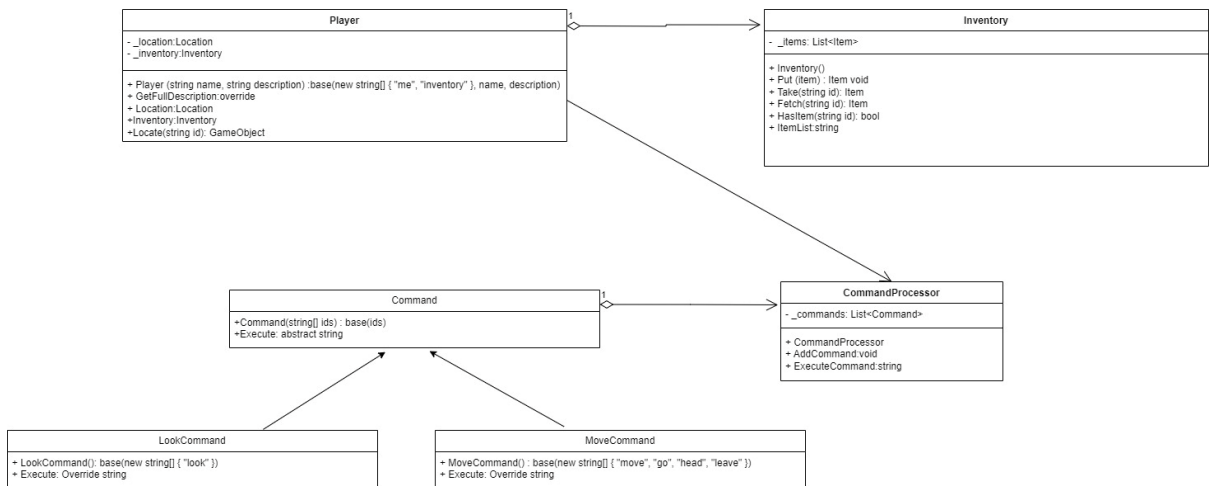 Player
- _location:Location
- _inventory:Inventory
+ Player (string name, string description) :base(new string[] { "me", "inventory" }, name, description)
+ GetFullDescription:override
+ Location:Location
+Inventory:Inventory
+Locate(string id): GameObject
1
Inventory
- _items: List<Item>
+ Inventory()
+ Put (item) : Item void
+ Take(string id): Item
+ Fetch(string id): Item
+ HasItem(string id): bool
+ ItemList:string
Command
+Command(string[] ids) : base(ids)
+Execute: abstract string
1
CommandProcessor
- _commands: List<Command>
+ CommandProcessor
+ AddCommand:void
+ ExecuteCommand:string
LookCommand
+ LookCommand(): base(new string[] { "look" })
+ Execute: Override string
MoveCommand
+ MoveCommand() : base(new string[] { "move", "go", "head", "leave" })
+ Execute: Override string